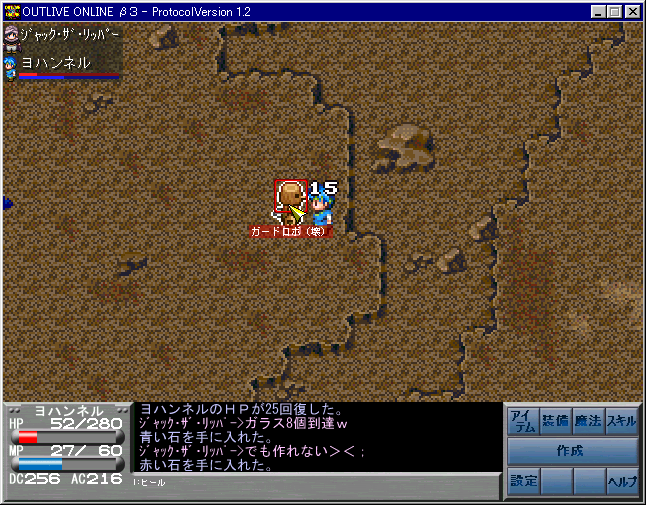 OUTLIVE ONLINE β3 - ProtocolVersion 1.2
ｼﾞｬｯｸ･ｻﾞ･ﾘｯﾊﾟｰ
ヨハンネル
15
ガードロボ（壊）
ヨハンネル
HP 52/280
MP 27/ 60
DC256 AC216
ヨハンネルのＨＰが25回復した。
ｼﾞｬｯｸ･ｻﾞ･ﾘｯﾊﾟｰ>ガラス8個到達ｗ
青い石を手に入れた。
ｼﾞｬｯｸ･ｻﾞ･ﾘｯﾊﾟｰ>でも作れない＞＜；
赤い石を手に入れた。
1:ヒール
アイテム 装備 魔法 スキル
作成
設定 ヘルプ